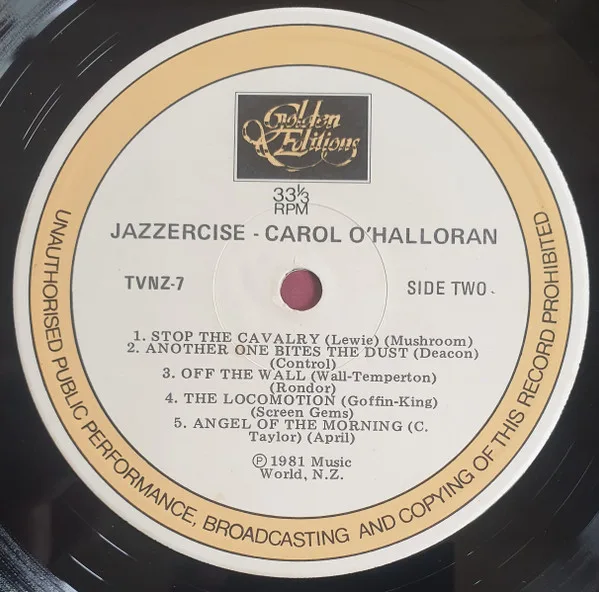 Golden
Editions
33⅓
RPM
JAZZERCISE - CAROL O'HALLORAN
TVNZ-7
SIDE TWO
1. STOP THE CAVALRY (Lewie) (Mushroom)
2. ANOTHER ONE BITES THE DUST (Deacon)
(Control)
3. OFF THE WALL (Wall-Temperton)
(Rondor)
4. THE LOCOMOTION (Goffin-King)
(Screen Gems)
5. ANGEL OF THE MORNING (C.
Taylor) (April)
℗ 1981 Music
World, N.Z.
UNAUTHORISED PUBLIC PERFORMANCE, BROADCASTING AND COPYING OF THIS RECORD PROHIBITED